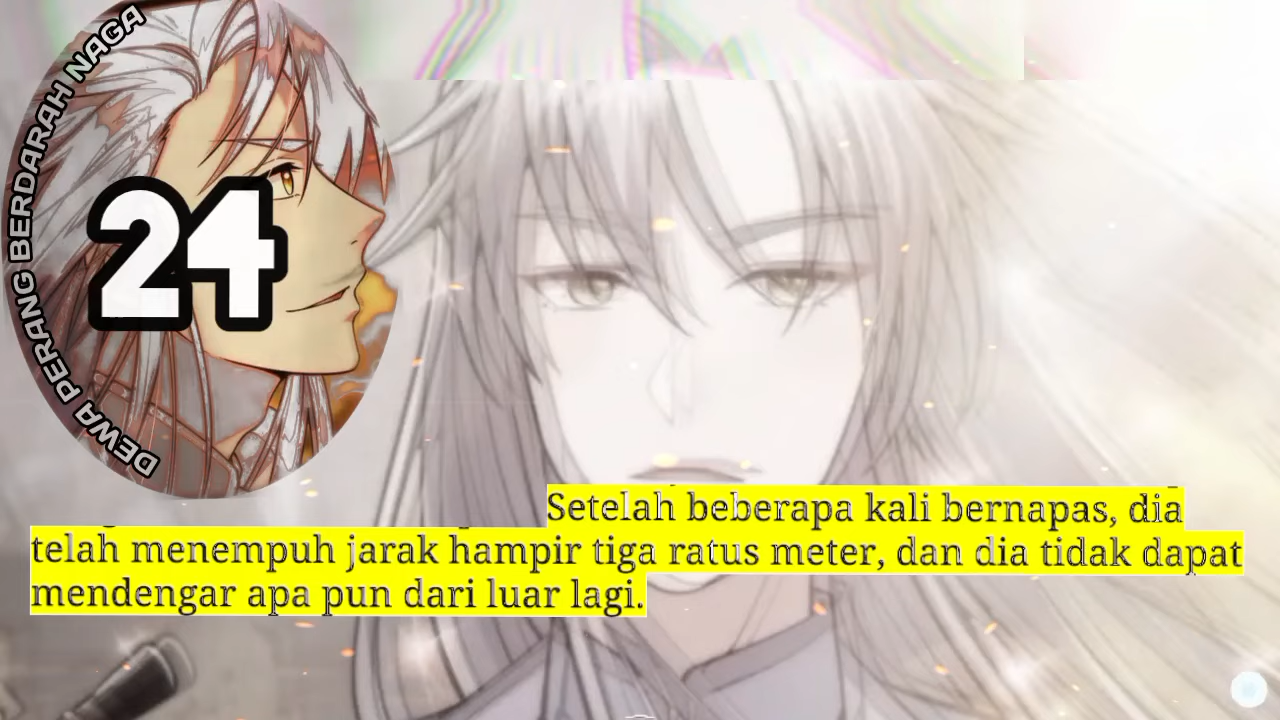 DEWA PERANG BERDARAH NAGA
24
Setelah beberapa kali bernapas, dia
telah menempuh jarak hampir tiga ratus meter, dan dia tidak dapat
mendengar apa pun dari luar lagi.